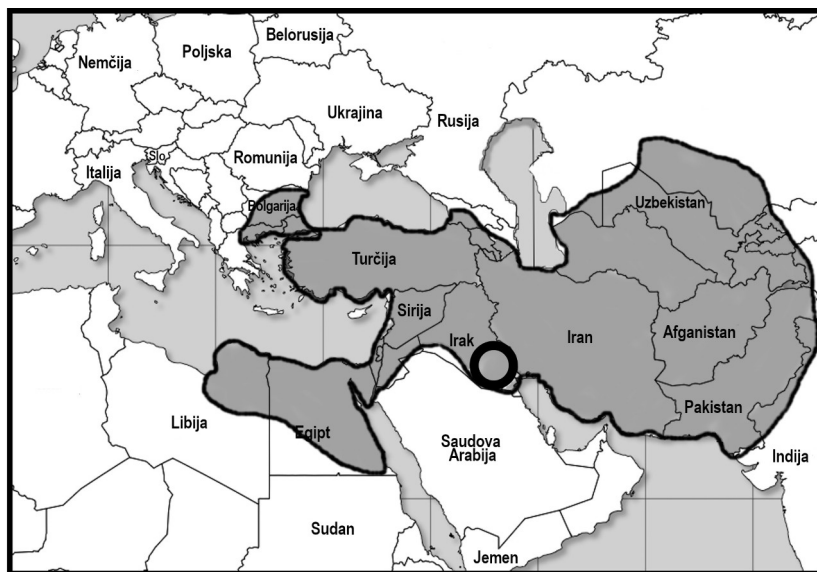 Belorusija
Nemčija
Poljska
Ukrajina
Rusija
Slo
Romunija
Italija
Bolgarija
Uzbekistan
Turčija
Sirija
Irak
Iran
Afganistan
Pakistan
Libija
Egipt
Saudova
Arabija
Indija
Sudan
Jemen